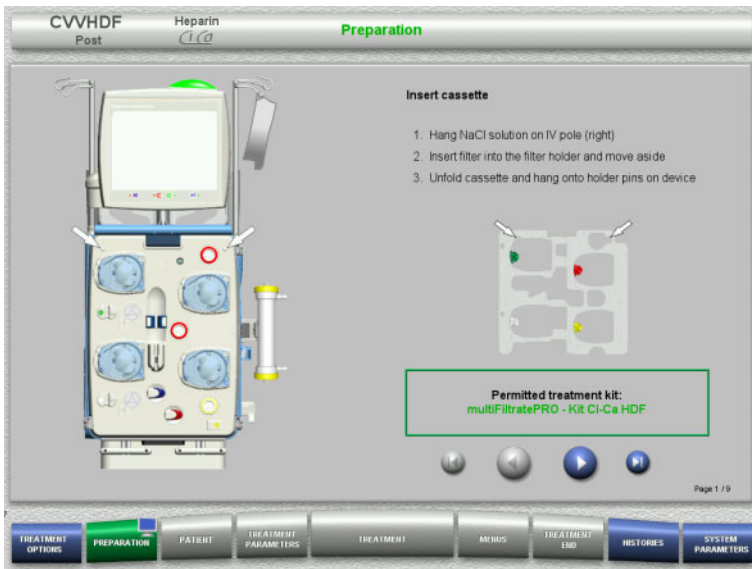 CVVHDF
Post
Heparin
Ci Ca
Preparation
Insert cassette
1. Hang NaCl solution on IV pole (right)
2. Insert filter into the filter holder and move aside
3. Unfold cassette and hang onto holder pins on device
Permitted treatment kit:
multiFiltratePRO - Kit Ci-Ca HDF
Page 1 / 9
TREATMENT OPTIONS
PREPARATION
PATIENT
TREATMENT PARAMETERS
TREATMENT
MENUS
TREATMENT END
HISTORIES
SYSTEM PARAMETERS